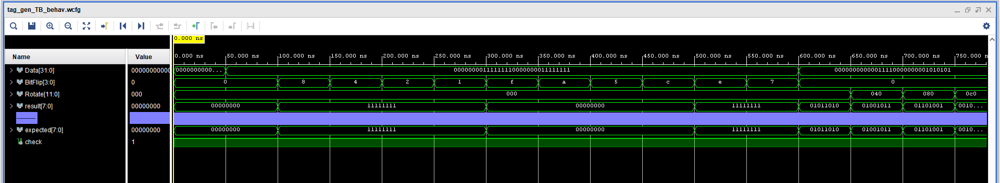 tag_gen_TB_behav.wcfg
0.000 ns
Name Value 0.000 ns 50.000 ns 100.000 ns 150.000 ns 200.000 ns 250.000 ns 300.000 ns 350.000 ns 400.000 ns 450.000 ns 500.000 ns 550.000 ns 600.000 ns 650.000 ns 700.000 ns 750.000 n
Data[31:0] 00000000000 0000000000... 00000000111111110000000011111111 00000000000011110000000001010101
BitFlip[3:0] 0 0 8 4 2 1 f a 5 c e 7 0
Rotate[11:0] 000 000 040 080 0c0
result[7:0] 00000000 00000000 11111111 00000000 11111111 01011010 01001011 01101001 0010...
---------
expected[7:0] 00000000 00000000 11111111 00000000 11111111 01011010 01001011 01101001 0010...
check 1